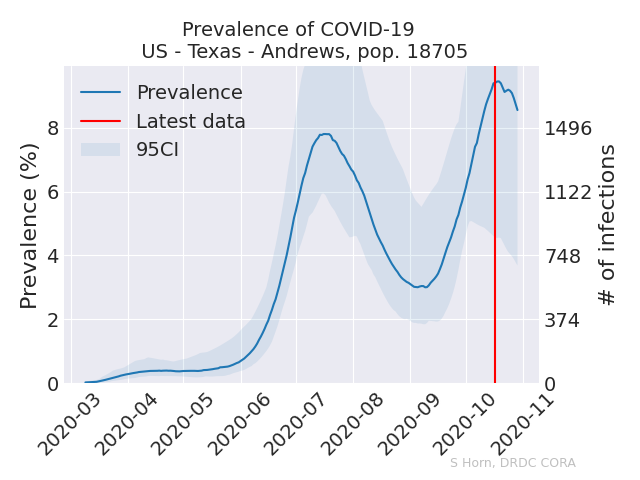 Prevalence of COVID-19
US - Texas - Andrews, pop. 18705
Prevalence
Latest data
95CI
Prevalence (%)
8
6
4
2
0
1496
1122
748
374
0
# of infections
2020-03
2020-04
2020-05
2020-06
2020-07
2020-08
2020-09
2020-10
2020-11
S Horn, DRDC CORA